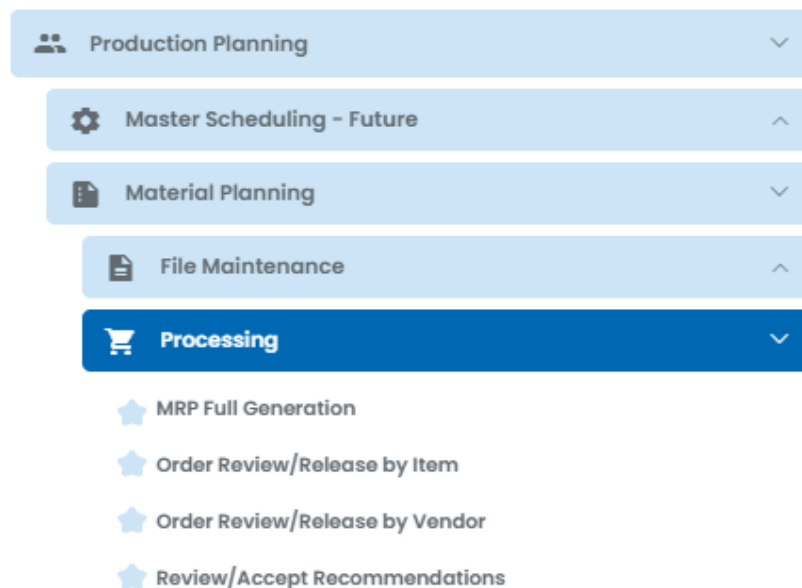 Production Planning
Master Scheduling - Future
Material Planning
File Maintenance
Processing
MRP Full Generation
Order Review/Release by Item
Order Review/Release by Vendor
Review/Accept Recommendations